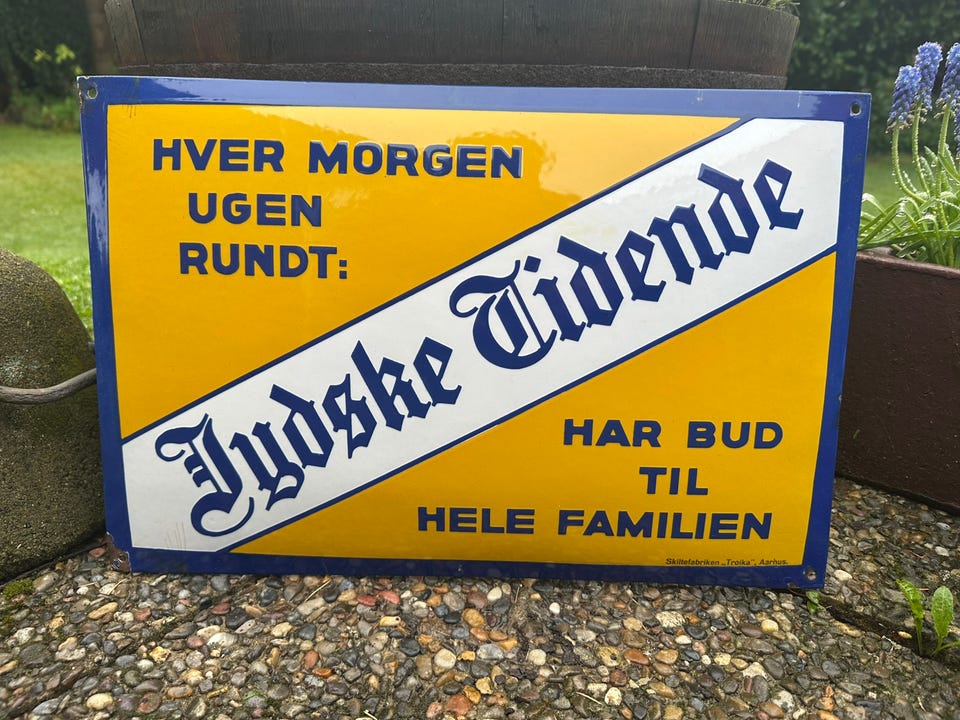 HVER MORGEN
UGEN
RUNDT:
Jydske Tidende
HAR BUD
TIL
HELE FAMILIEN
Skiltefabriken „Troika", Aarhus.